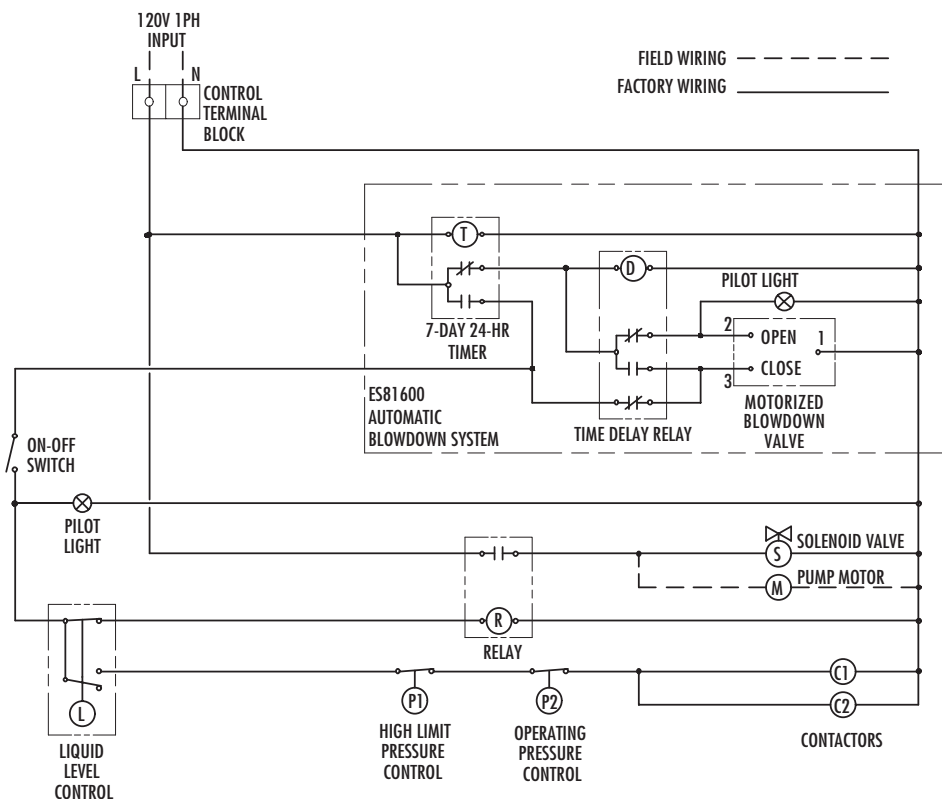 120V 1PH
INPUT
L
N
CONTROL
TERMINAL
BLOCK
FIELD WIRING
FACTORY WIRING
T
7-DAY 24-HR
TIMER
D
PILOT LIGHT
2
OPEN
1
CLOSE
3
MOTORIZED
BLOWDOWN
VALVE
TIME DELAY RELAY
ES81600
AUTOMATIC
BLOWDOWN SYSTEM
ON-OFF
SWITCH
PILOT
LIGHT
S
SOLENOID VALVE
M
PUMP MOTOR
R
RELAY
L
LIQUID
LEVEL
CONTROL
P1
HIGH LIMIT
PRESSURE
CONTROL
P2
OPERATING
PRESSURE
CONTROL
C1
C2
CONTACTORS